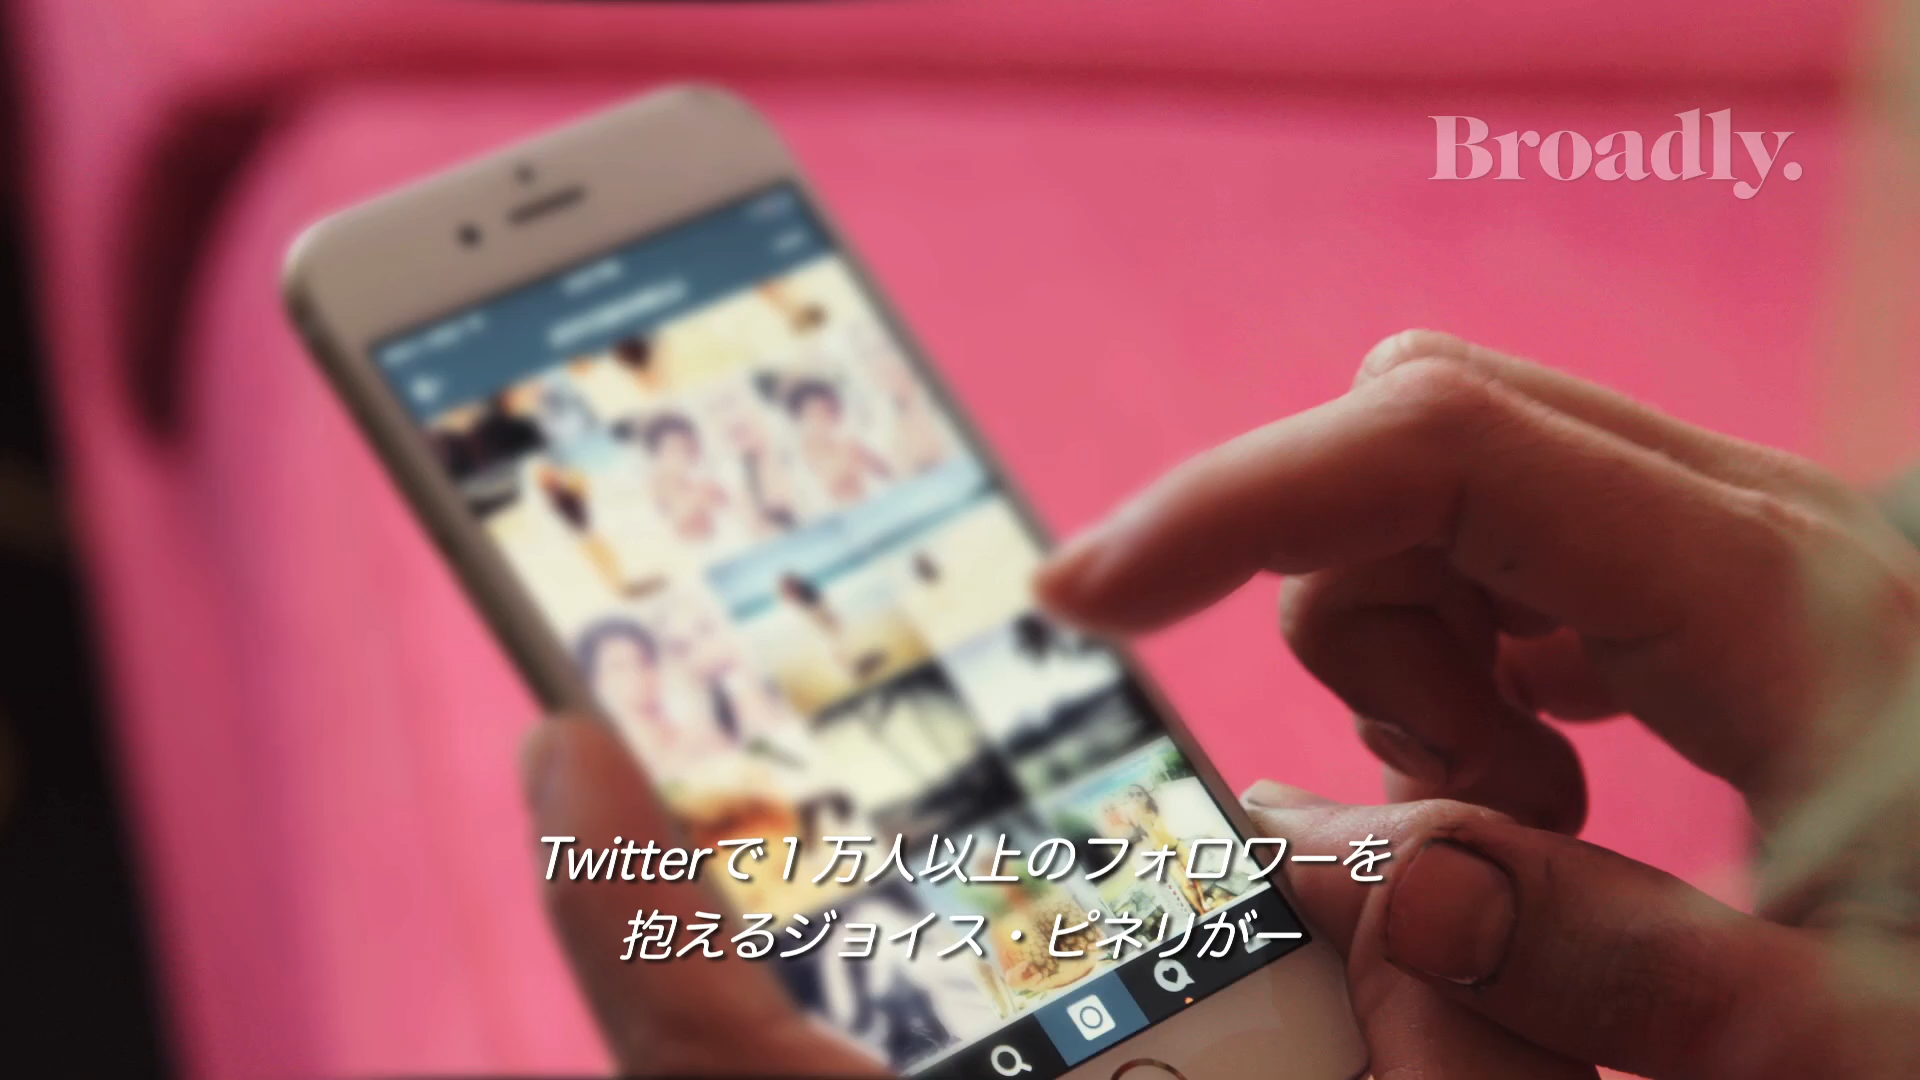 Broadly.
Twitterで１万人以上のフォロワーを
抱えるジョイス・ピネリがー